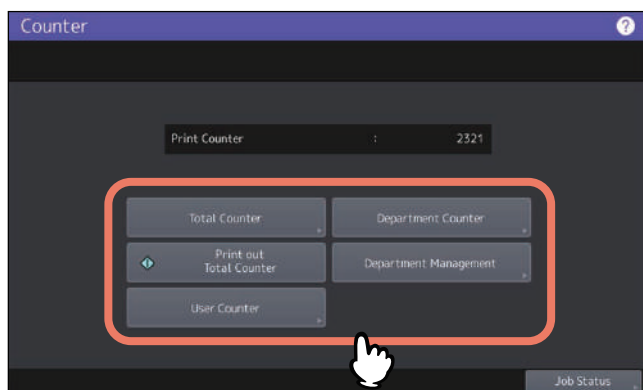 Counter ?
Print Counter : 2321
Total Counter
Department Counter
Print out
Total Counter
Department Management
User Counter
Job Status